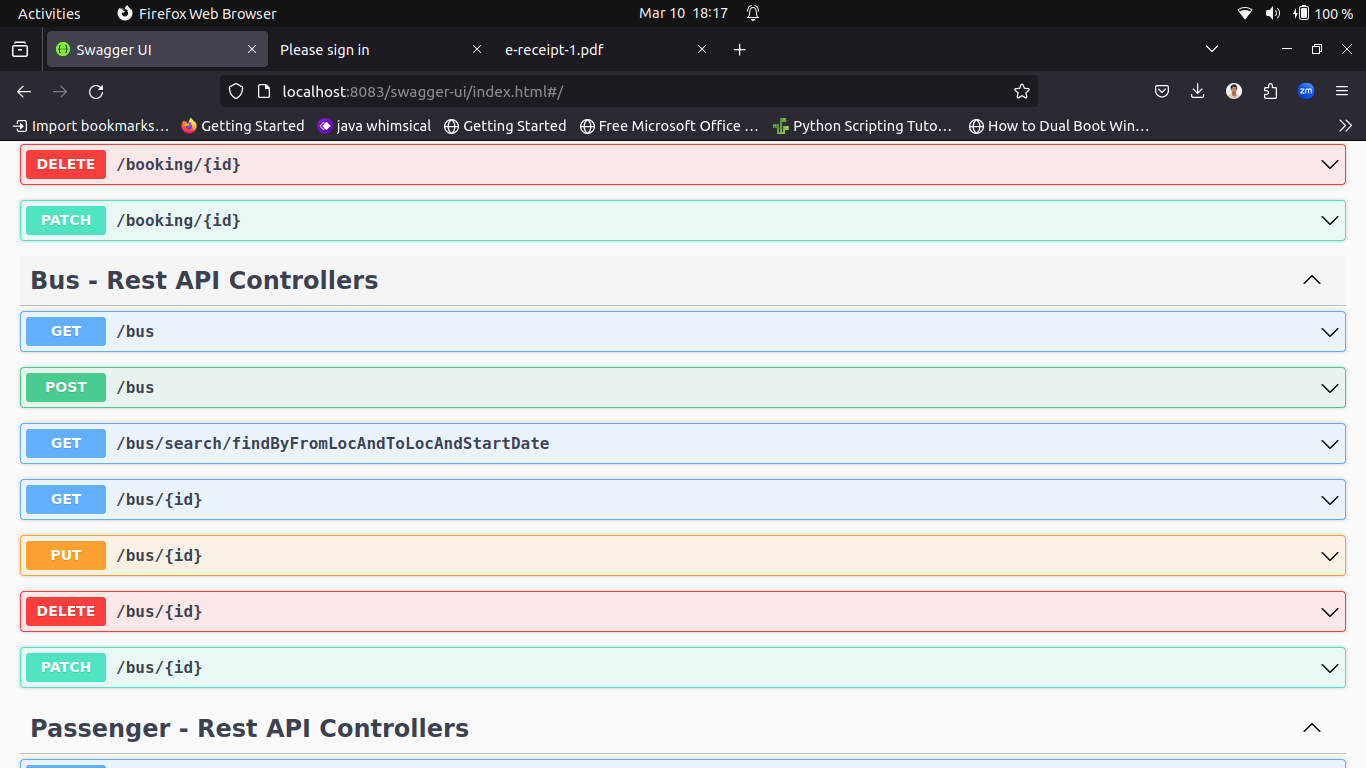 Activities Firefox Web Browser Mar 10 18:17 100 %
Swagger UI Please sign in e-receipt-1.pdf
localhost:8083/swagger-ui/index.html#/ zm
Import bookmarks… Getting Started java whimsical Getting Started Free Microsoft Office … Python Scripting Tuto… How to Dual Boot Win…
DELETE /booking/{id}
PATCH /booking/{id}
Bus - Rest API Controllers
GET /bus
POST /bus
GET /bus/search/findByFromLocAndToLocAndStartDate
GET /bus/{id}
PUT /bus/{id}
DELETE /bus/{id}
PATCH /bus/{id}
Passenger - Rest API Controllers